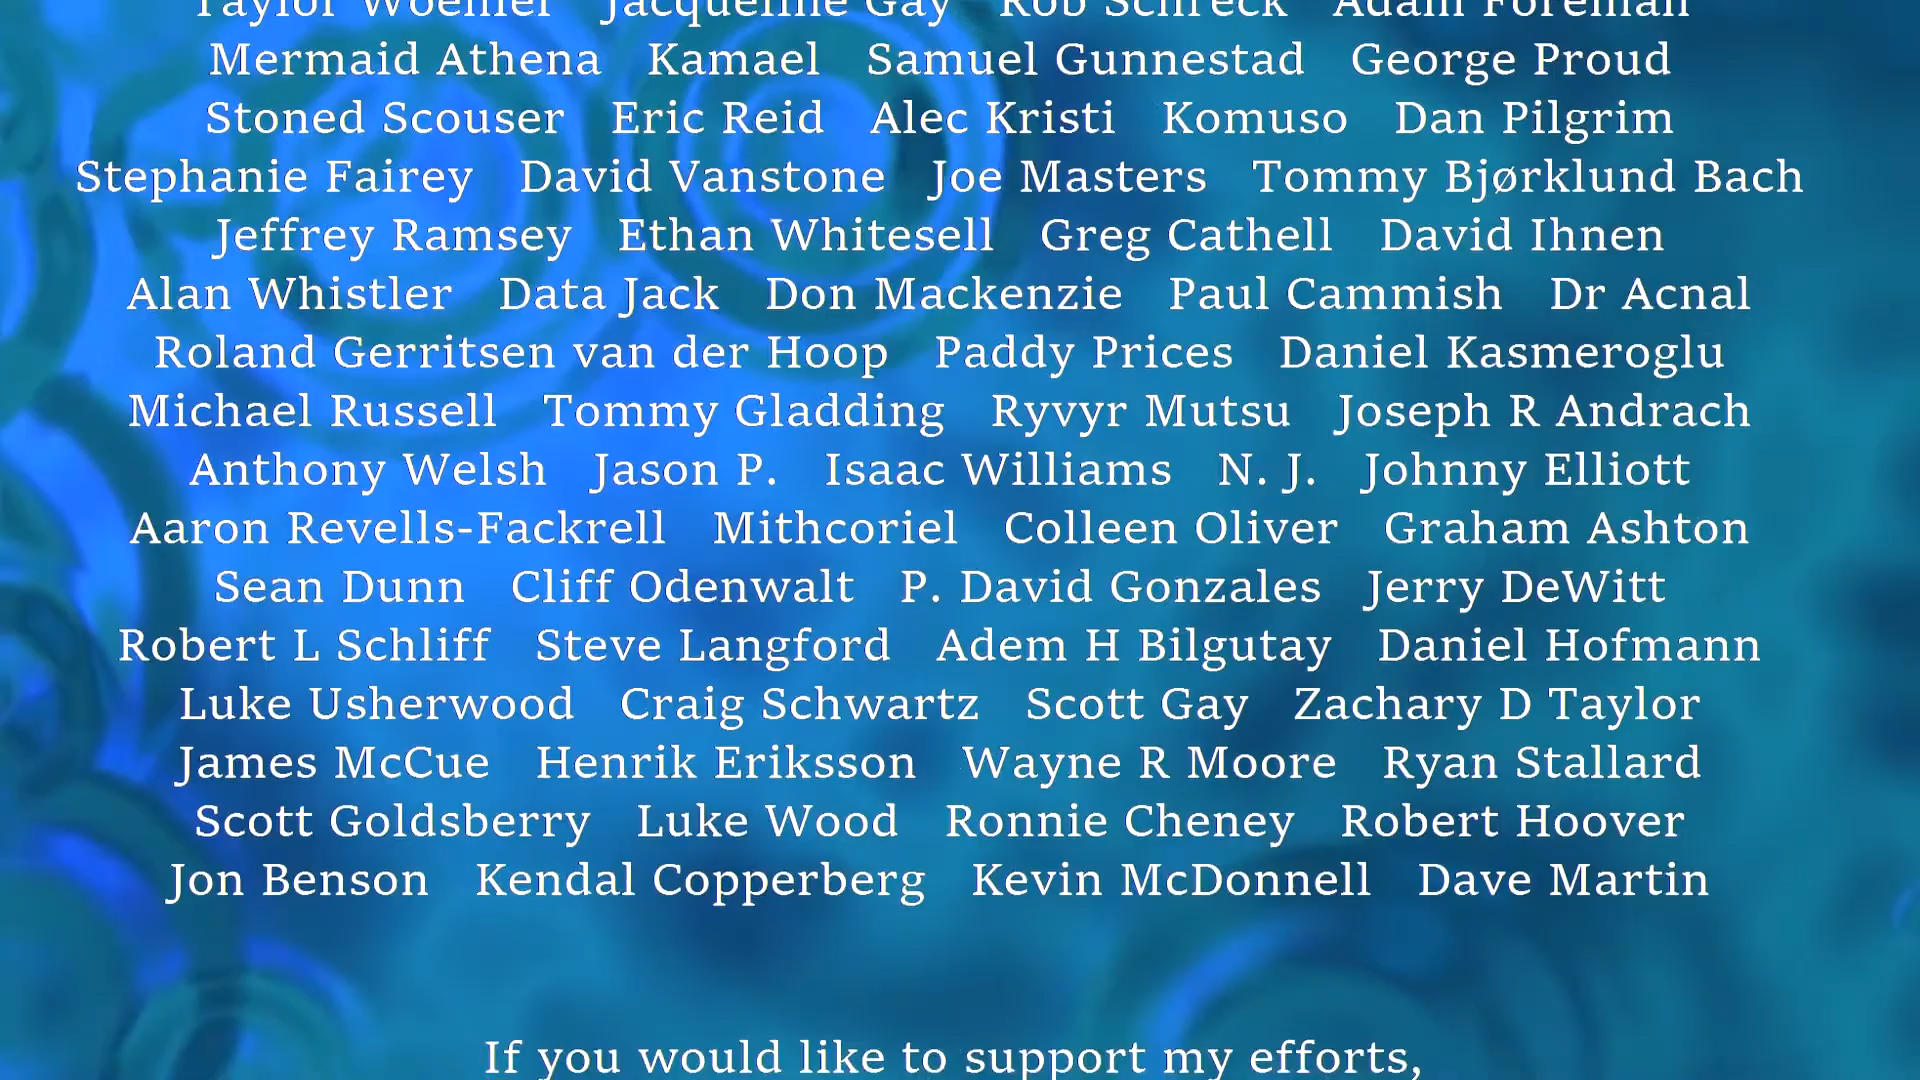 Taylor Woehler Jacqueline Gay Rob Schreck Adam Foreman
Mermaid Athena Kamael Samuel Gunnestad George Proud
Stoned Scouser Eric Reid Alec Kristi Komuso Dan Pilgrim
Stephanie Fairey David Vanstone Joe Masters Tommy Bjørklund Bach
Jeffrey Ramsey Ethan Whitesell Greg Cathell David Ihnen
Alan Whistler Data Jack Don Mackenzie Paul Cammish Dr Acnal
Roland Gerritsen van der Hoop Paddy Prices Daniel Kasmeroglu
Michael Russell Tommy Gladding Ryvyr Mutsu Joseph R Andrach
Anthony Welsh Jason P. Isaac Williams N. J. Johnny Elliott
Aaron Revells-Fackrell Mithcoriel Colleen Oliver Graham Ashton
Sean Dunn Cliff Odenwalt P. David Gonzales Jerry DeWitt
Robert L Schliff Steve Langford Adem H Bilgutay Daniel Hofmann
Luke Usherwood Craig Schwartz Scott Gay Zachary D Taylor
James McCue Henrik Eriksson Wayne R Moore Ryan Stallard
Scott Goldsberry Luke Wood Ronnie Cheney Robert Hoover
Jon Benson Kendal Copperberg Kevin McDonnell Dave Martin
If you would like to support my efforts,